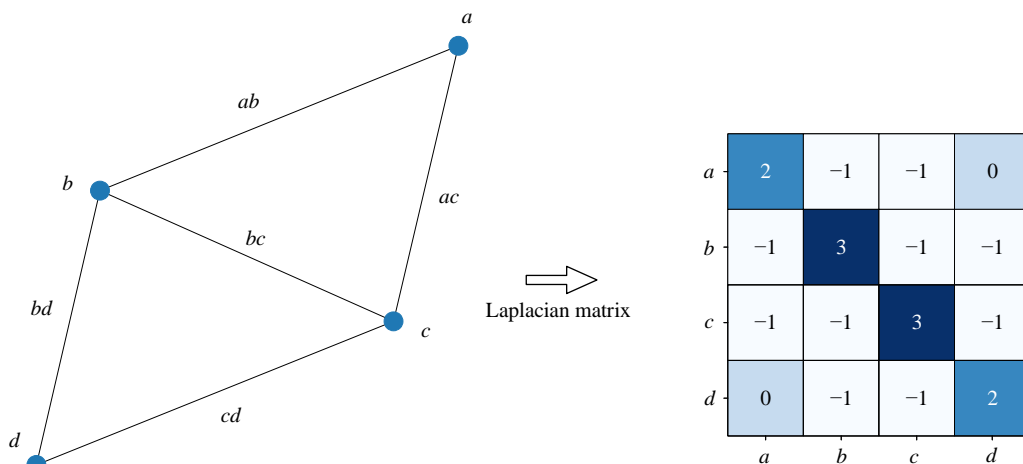 a
ab
b
ac
bc
bd
c
cd
d
Laplacian matrix
a 2 −1 −1 0
b −1 3 −1 −1
c −1 −1 3 −1
d 0 −1 −1 2
a b c d